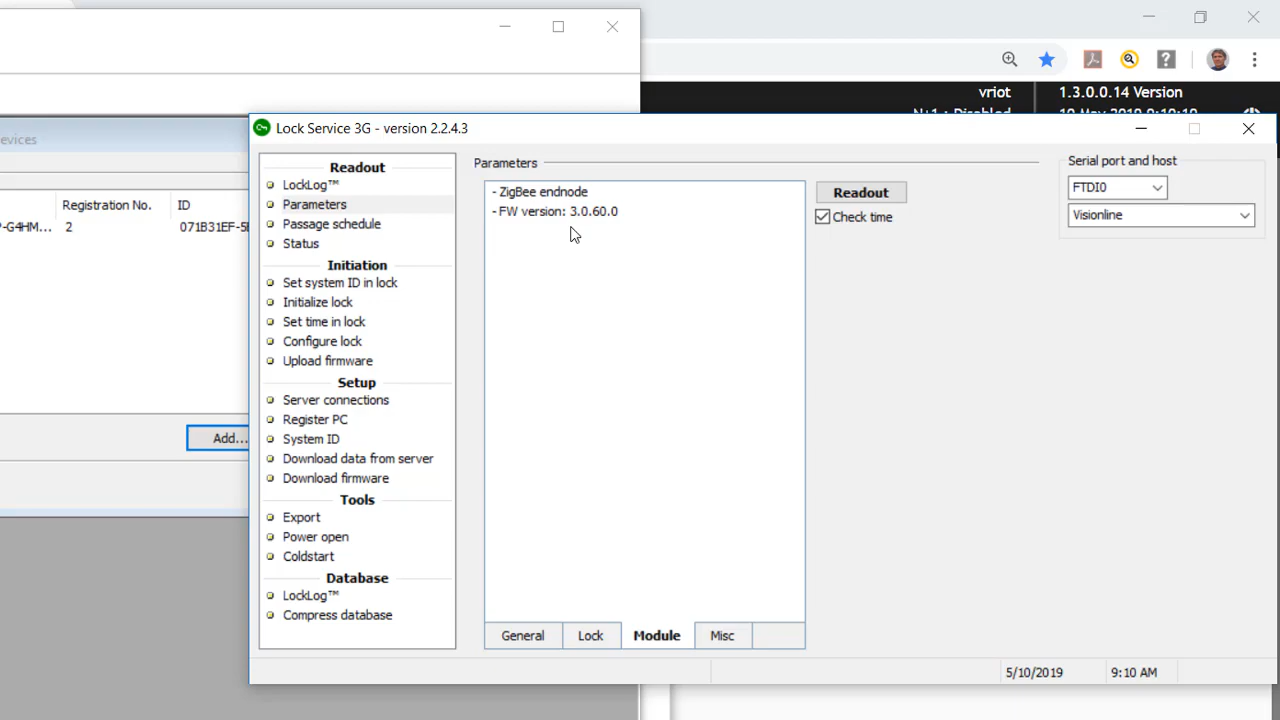 vriot
1.3.0.0.14 Version
evices
Registration No.
ID
P-G4HM...
2
071B31EF-5
Add...
Lock Service 3G - version 2.2.4.3
Readout
LockLog™
Parameters
Passage schedule
Status
Initiation
Set system ID in lock
Initialize lock
Set time in lock
Configure lock
Upload firmware
Setup
Server connections
Register PC
System ID
Download data from server
Download firmware
Tools
Export
Power open
Coldstart
Database
LockLog™
Compress database
Parameters
- ZigBee endnode
- FW version: 3.0.60.0
General
Lock
Module
Misc
Readout
Check time
Serial port and host
FTDI0
Visionline
5/10/2019
9:10 AM